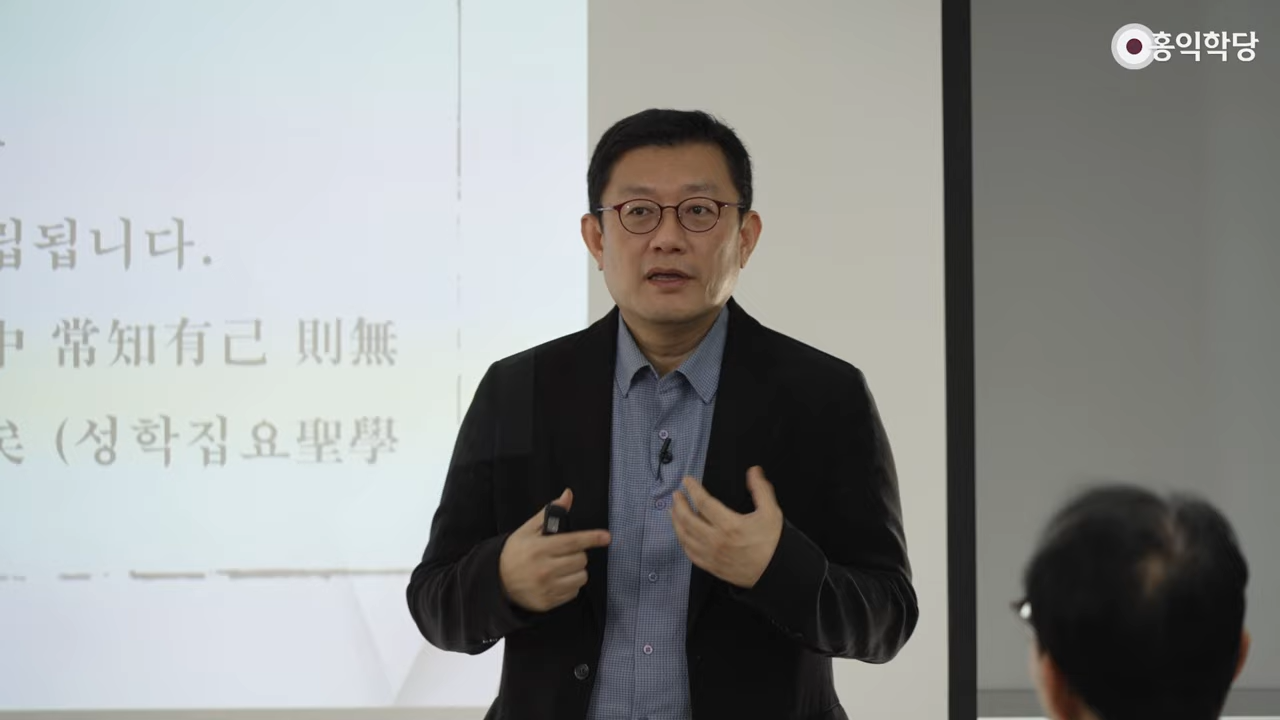 홍익학당
립됩니다.
中 常知有己 則無
矣 (성학집요聖學